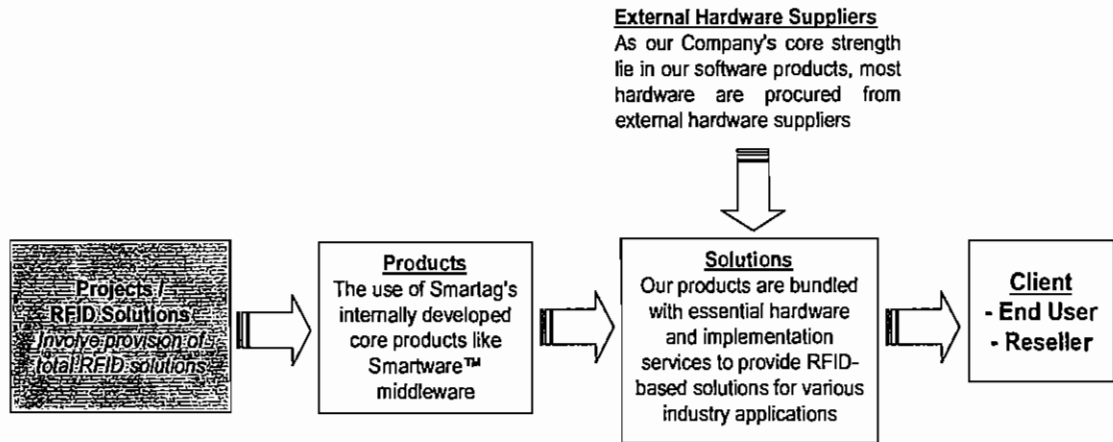 External Hardware Suppliers
As our Company's core strength
lie in our software products, most
hardware are procured from
external hardware suppliers
Projects /
RFID Solutions
Involve provision of
total RFID solutions
Products
The use of Smartag's
internally developed
core products like
Smartware™
middleware
Solutions
Our products are bundled
with essential hardware
and implementation
services to provide RFID-
based solutions for various
industry applications
Client
- End User
- Reseller